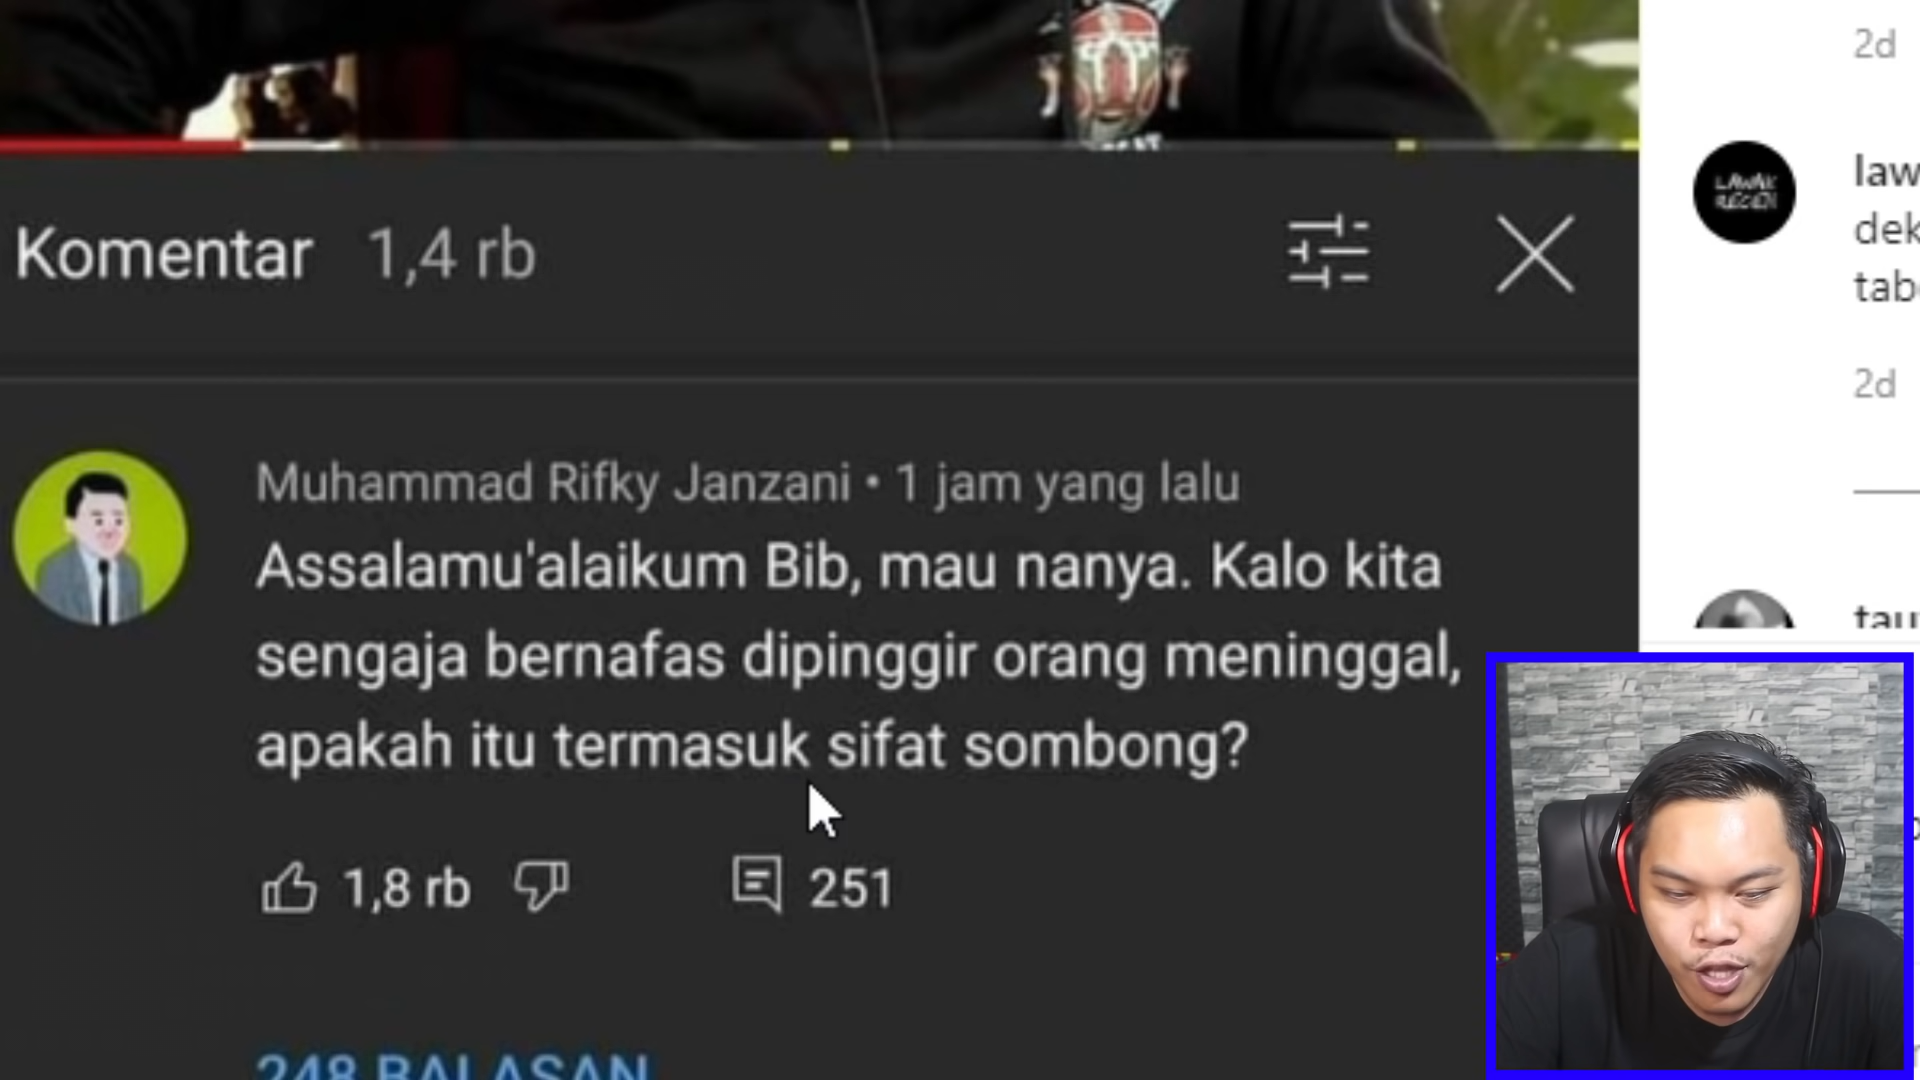 Komentar 1,4 rb
Muhammad Rifky Janzani • 1 jam yang lalu
Assalamu'alaikum Bib, mau nanya. Kalo kita
sengaja bernafas dipinggir orang meninggal,
apakah itu termasuk sifat sombong?
1,8 rb 251
248 BALASAN
2d
LAWAK
RECEH
law
dek
tab
2d
tau